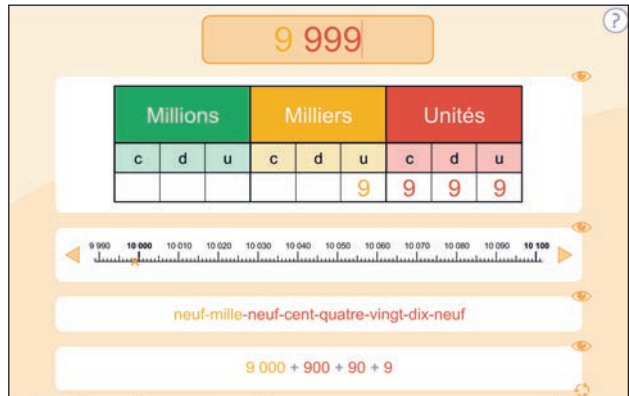 9 999
?
Millions Milliers Unités
c d u c d u c d u
9 9 9 9
9 990 10 000 10 010 10 020 10 030 10 040 10 050 10 060 10 070 10 080 10 090 10 100
neuf-mille-neuf-cent-quatre-vingt-dix-neuf
9 000 + 900 + 90 + 9